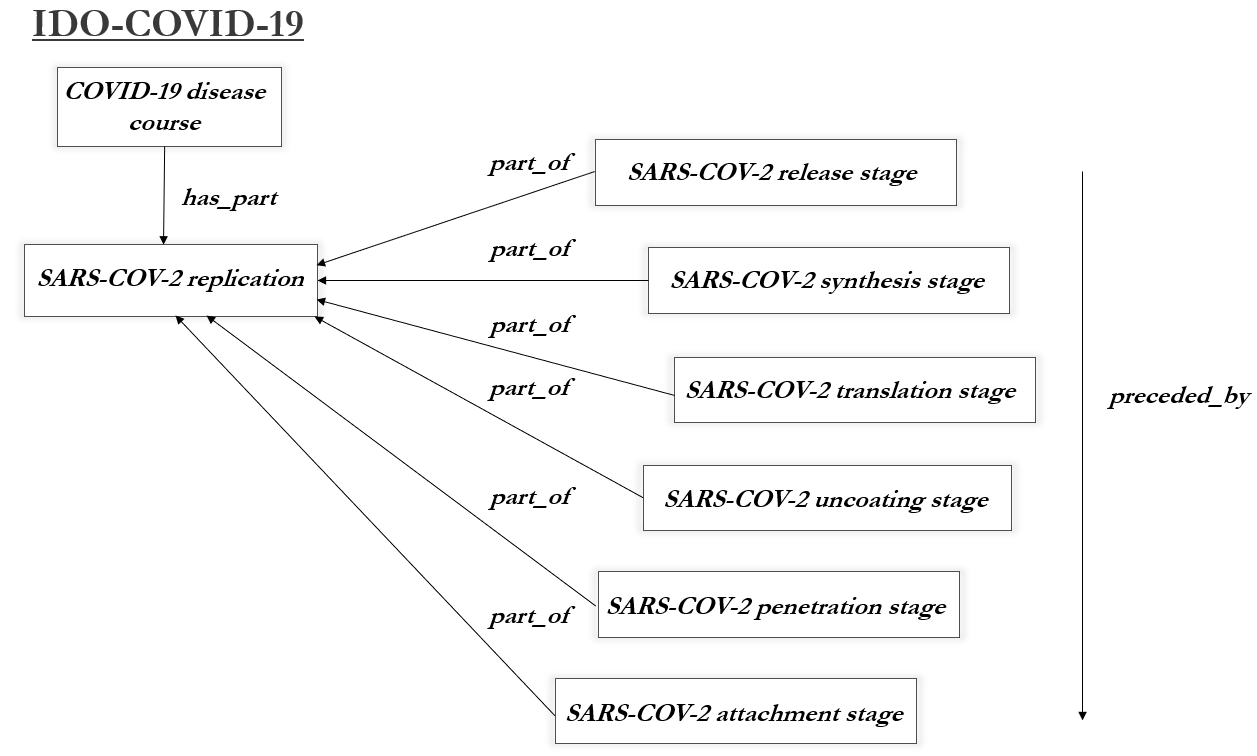 IDO-COVID-19
COVID-19 disease
course
has_part
SARS-COV-2 replication
part_of
SARS-COV-2 release stage
part_of
SARS-COV-2 synthesis stage
part_of
SARS-COV-2 translation stage
part_of
SARS-COV-2 uncoating stage
part_of
SARS-COV-2 penetration stage
part_of
SARS-COV-2 attachment stage
preceded_by